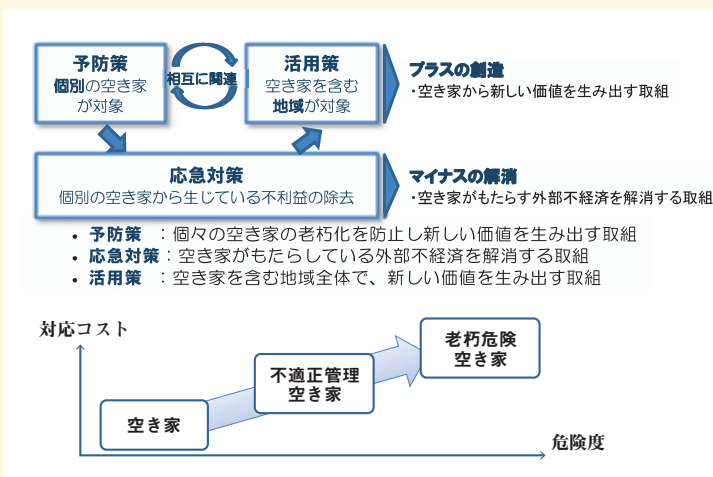 予防策
個別の空き家
が対象
相互に関連
活用策
空き家を含む
地域が対象
プラスの創造
・空き家から新しい価値を生み出す取組
応急対策
個別の空き家から生じている不利益の除去
マイナスの解消
・空き家がもたらす外部不経済を解消する取組
・予防策 ：個々の空き家の老朽化を防止し新しい価値を生み出す取組
・応急対策：空き家がもたらしている外部不経済を解消する取組
・活用策 ：空き家を含む地域全体で、新しい価値を生み出す取組
対応コスト
老朽危険
空き家
不適正管理
空き家
空き家
危険度